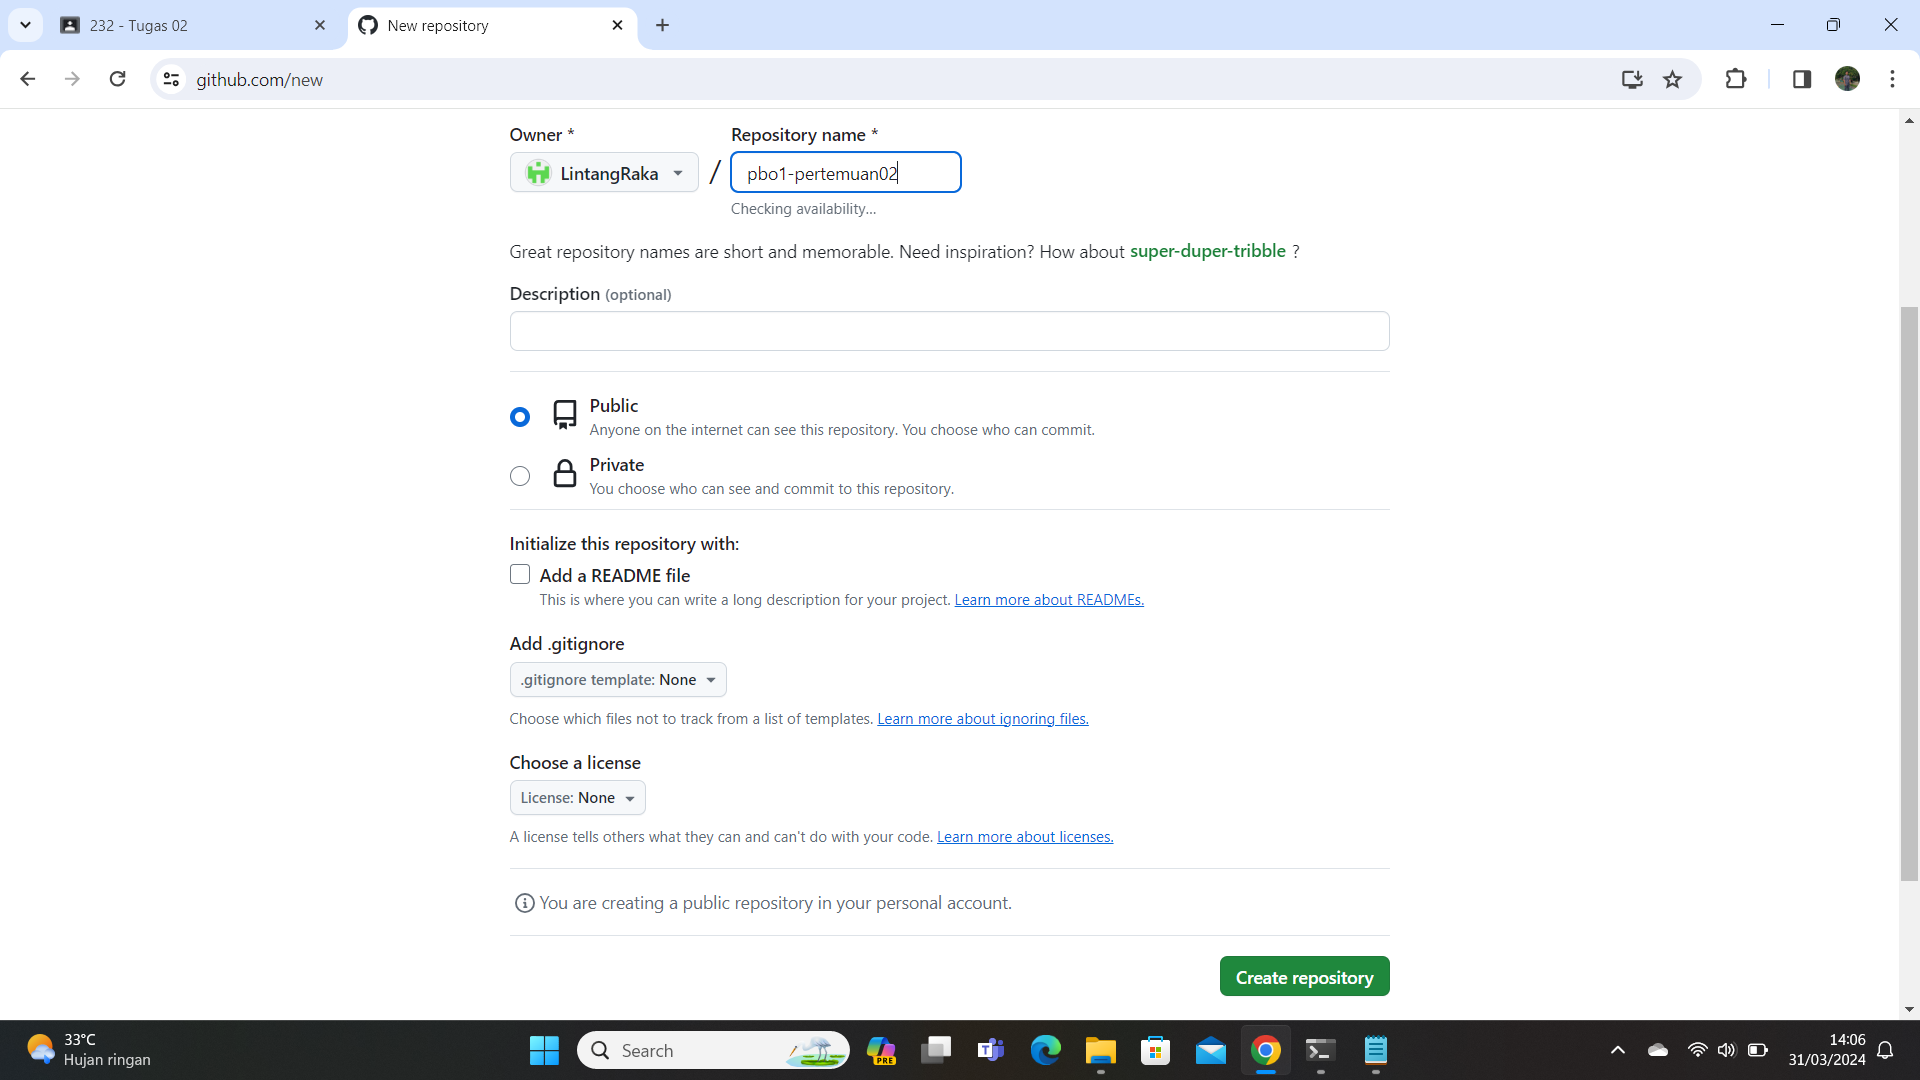 232 - Tugas 02
New repository
github.com/new
Owner *
Repository name *
LintangRaka
/
pbo1-pertemuan02
Checking availability...
Great repository names are short and memorable. Need inspiration? How about super-duper-tribble ?
Description (optional)
Public
Anyone on the internet can see this repository. You choose who can commit.
Private
You choose who can see and commit to this repository.
Initialize this repository with:
Add a README file
This is where you can write a long description for your project. Learn more about READMEs.
Add .gitignore
.gitignore template: None
Choose which files not to track from a list of templates. Learn more about ignoring files.
Choose a license
License: None
A license tells others what they can and can't do with your code. Learn more about licenses.
You are creating a public repository in your personal account.
Create repository
33°C
Hujan ringan
Search
PRE
14:06
31/03/2024